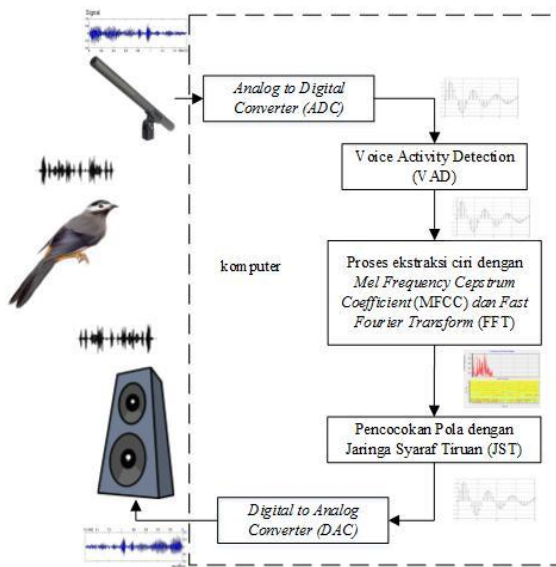 Signal
Analog to Digital
Converter (ADC)
Voice Activity Detection
(VAD)
komputer
Proses ekstraksi ciri dengan
Mel Frequency Cepstrum
Coefficient (MFCC) dan Fast
Fourier Transform (FFT)
Pencocokan Pola dengan
Jaringa Syaraf Tiruan (JST)
Digital to Analog
Converter (DAC)